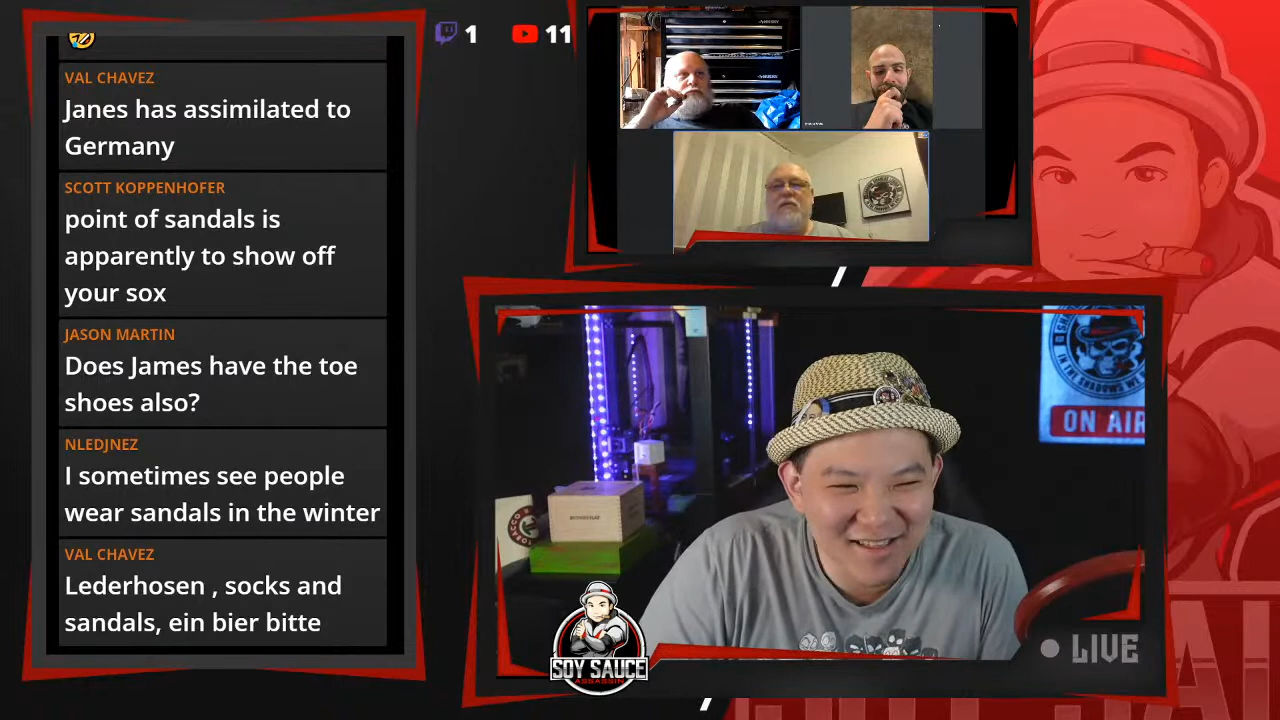 VAL CHAVEZ
Janes has assimilated to
Germany
SCOTT KOPPENHOFER
point of sandals is
apparently to show off
your sox
JASON MARTIN
Does James have the toe
shoes also?
NLEDJNEZ
I sometimes see people
wear sandals in the winter
VAL CHAVEZ
Lederhosen , socks and
sandals, ein bier bitte
1
11
ON AIR
SOY SAUCE
ASSASSIN
LIVE